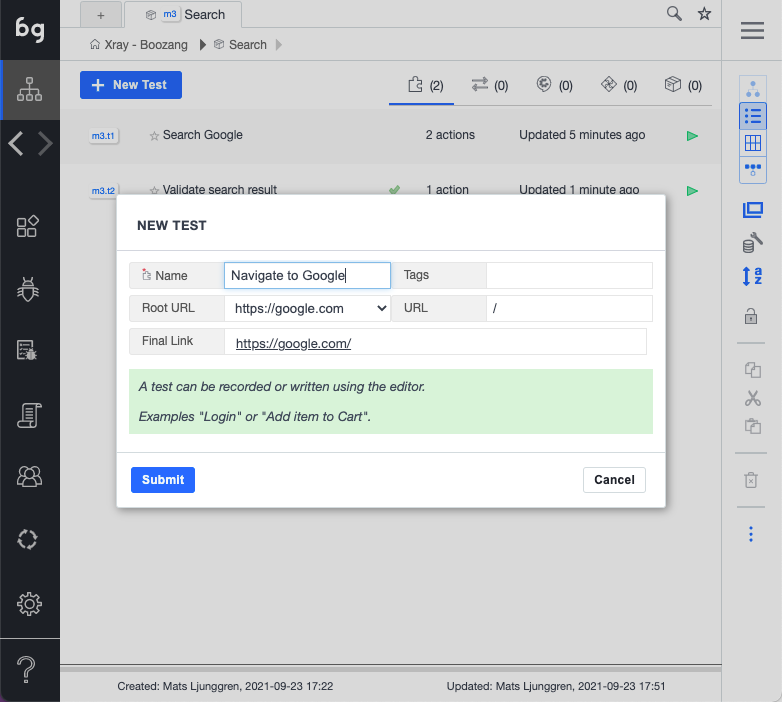 bg
+
m3 Search
Xray - Boozang Search
+ New Test
(2) (0) (0) (0) (0)
m3.t1 Search Google 2 actions Updated 5 minutes ago
m3.t2 Validate search result 1 action Updated 1 minute ago
NEW TEST
Name Navigate to Google Tags
Root URL https://google.com URL /
Final Link https://google.com/
A test can be recorded or written using the editor.
Examples "Login" or "Add item to Cart".
Submit Cancel
a
z
?
Created: Mats Ljunggren, 2021-09-23 17:22 Updated: Mats Ljunggren, 2021-09-23 17:51